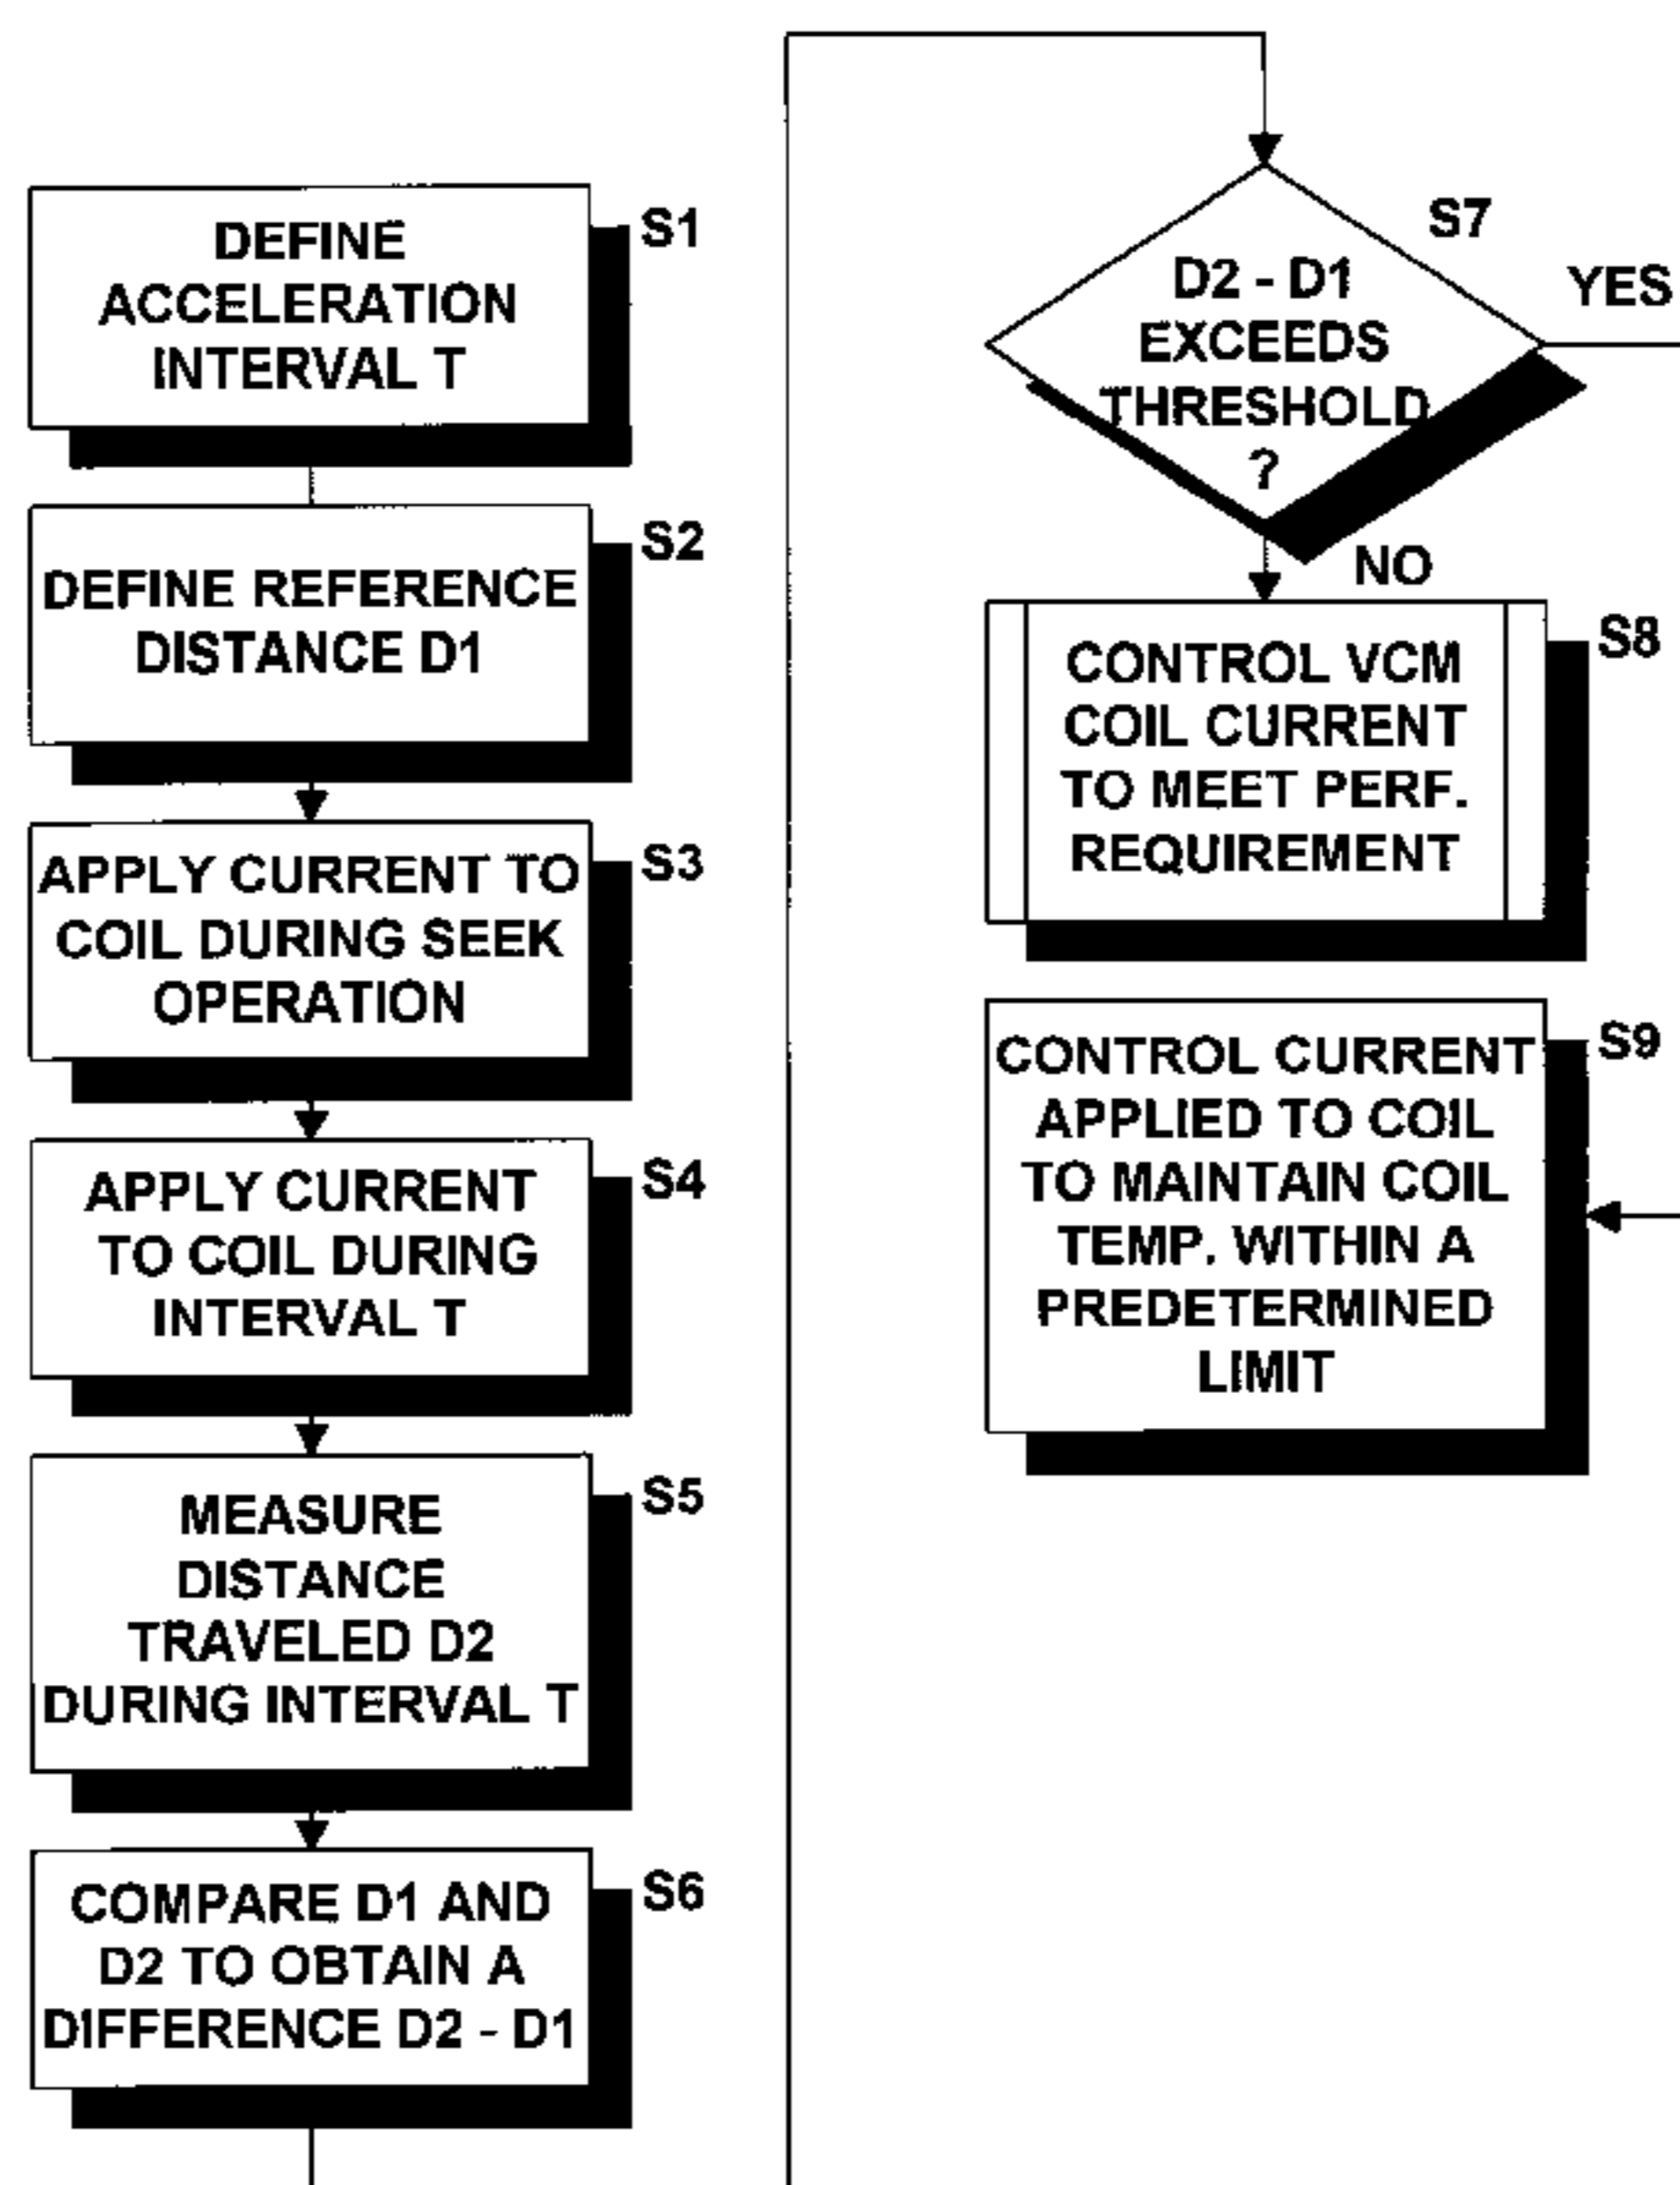 DEFINE
ACCELERATION
INTERVAL T
S1
DEFINE REFERENCE
DISTANCE D1
S2
APPLY CURRENT TO
COIL DURING SEEK
OPERATION
S3
APPLY CURRENT
TO COIL DURING
INTERVAL T
S4
MEASURE
DISTANCE
TRAVELED D2
DURING INTERVAL T
S5
COMPARE D1 AND
D2 TO OBTAIN A
DIFFERENCE D2 - D1
S6
D2 - D1
EXCEEDS
THRESHOLD
?
S7
YES
NO
CONTROL VCM
COIL CURRENT
TO MEET PERF.
REQUIREMENT
S8
CONTROL CURRENT
APPLIED TO COIL
TO MAINTAIN COIL
TEMP. WITHIN A
PREDETERMINED
LIMIT
S9